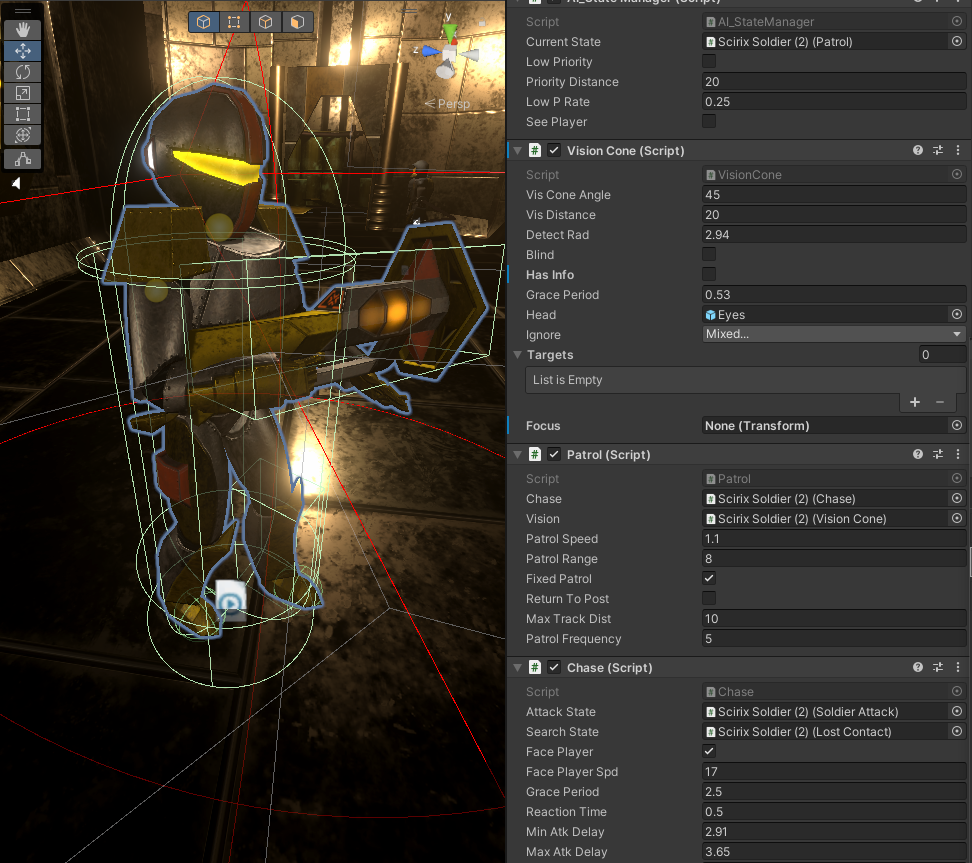 y
z
Persp
AI_State Manager (Script)
Script AI_StateManager
Current State Scirix Soldier (2) (Patrol)
Low Priority
Priority Distance 20
Low P Rate 0.25
See Player
Vision Cone (Script)
Script VisionCone
Vis Cone Angle 45
Vis Distance 20
Detect Rad 2.94
Blind
Has Info
Grace Period 0.53
Head Eyes
Ignore Mixed...
Targets 0
List is Empty
Focus None (Transform)
Patrol (Script)
Script Patrol
Chase Scirix Soldier (2) (Chase)
Vision Scirix Soldier (2) (Vision Cone)
Patrol Speed 1.1
Patrol Range 8
Fixed Patrol
Return To Post
Max Track Dist 10
Patrol Frequency 5
Chase (Script)
Script Chase
Attack State Scirix Soldier (2) (Soldier Attack)
Search State Scirix Soldier (2) (Lost Contact)
Face Player
Face Player Spd 17
Grace Period 2.5
Reaction Time 0.5
Min Atk Delay 2.91
Max Atk Delay 3.65